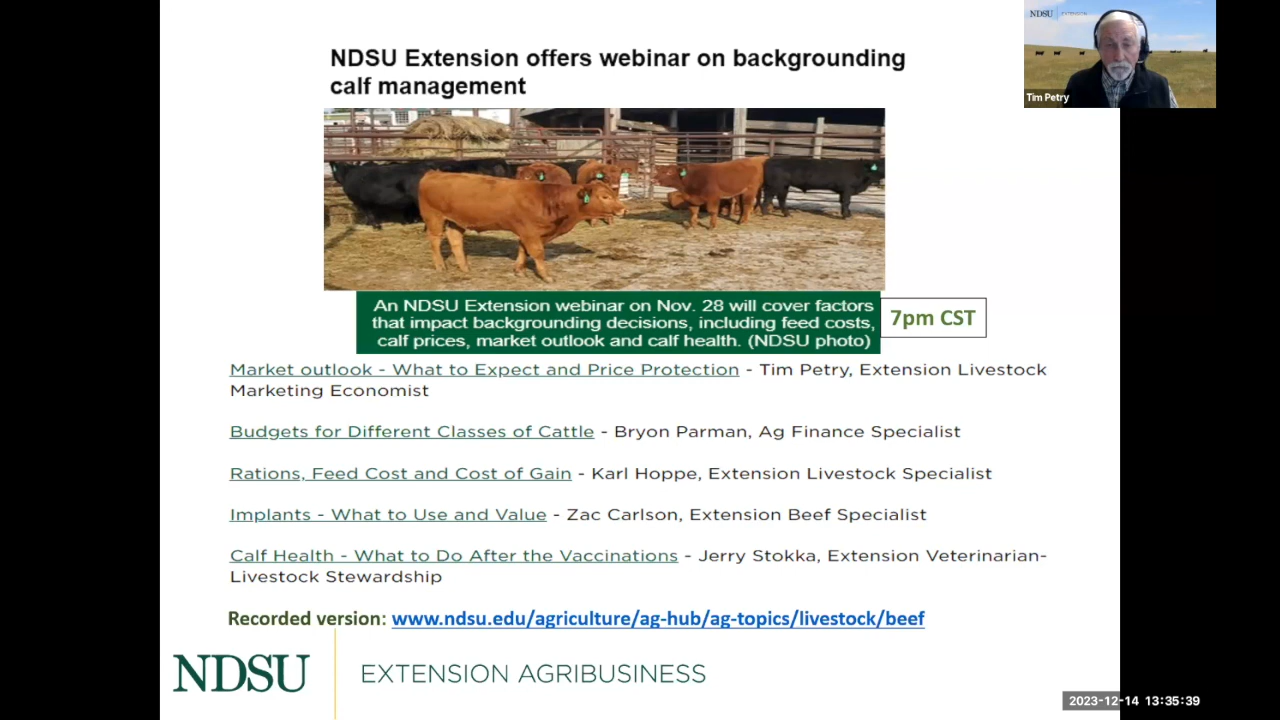 NDSU EXTENSION
Tim Petry
NDSU Extension offers webinar on backgrounding
calf management
An NDSU Extension webinar on Nov. 28 will cover factors
that impact backgrounding decisions, including feed costs,
calf prices, market outlook and calf health. (NDSU photo)
7pm CST
Market outlook - What to Expect and Price Protection - Tim Petry, Extension Livestock
Marketing Economist
Budgets for Different Classes of Cattle - Bryon Parman, Ag Finance Specialist
Rations, Feed Cost and Cost of Gain - Karl Hoppe, Extension Livestock Specialist
Implants - What to Use and Value - Zac Carlson, Extension Beef Specialist
Calf Health - What to Do After the Vaccinations - Jerry Stokka, Extension Veterinarian-
Livestock Stewardship
Recorded version: www.ndsu.edu/agriculture/ag-hub/ag-topics/livestock/beef
NDSU EXTENSION AGRIBUSINESS
2023-12-14 13:35:39